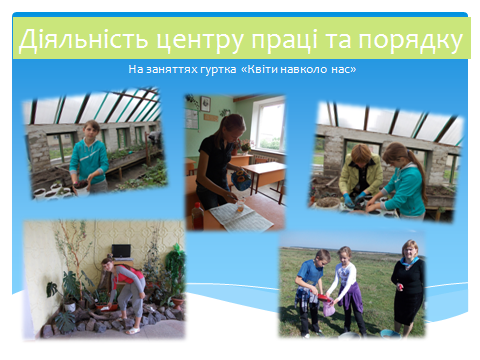 Діяльність центру праці та порядку
На заняттях гуртка «Квіти навколо нас»